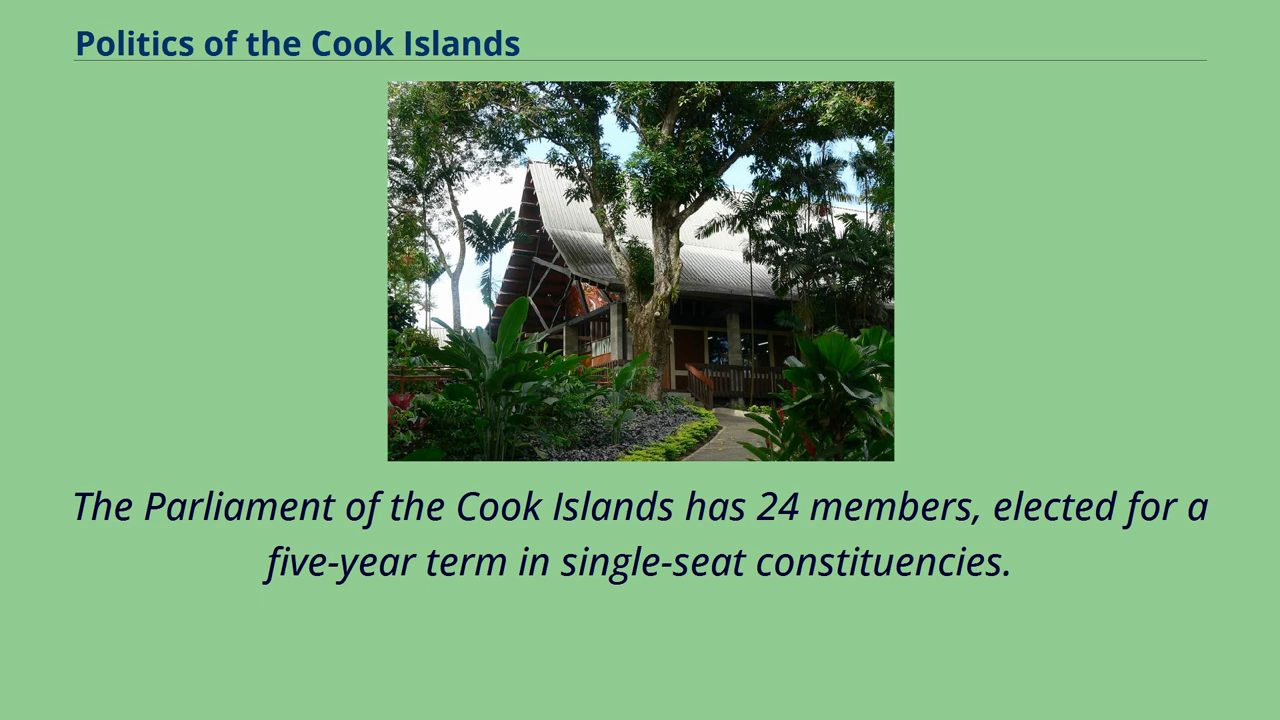 Politics of the Cook Islands
The Parliament of the Cook Islands has 24 members, elected for a
five-year term in single-seat constituencies.